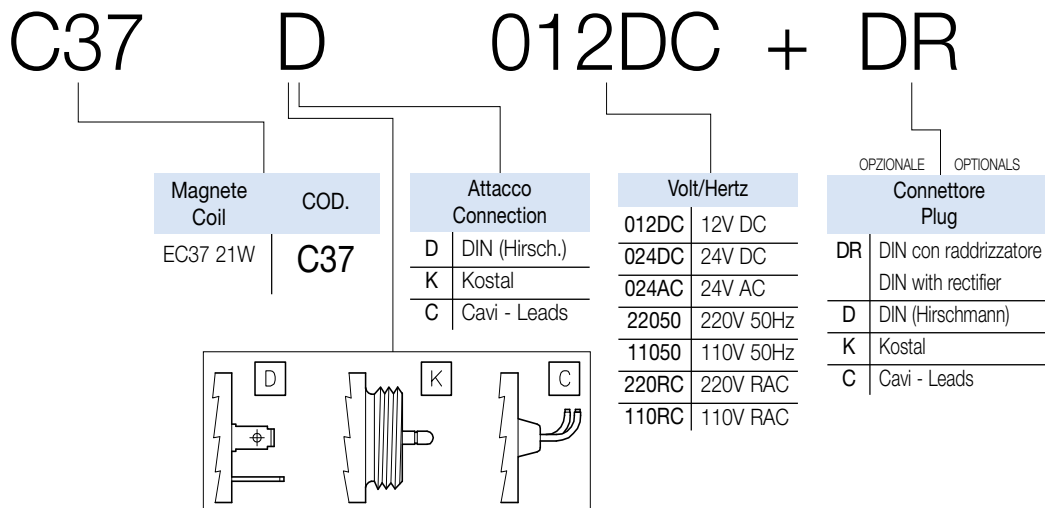 C37 D 012DC + DR
OPZIONALE OPTIONALS
Magnete
Coil
COD.
EC37 21W C37
Attacco
Connection
D DIN (Hirsch.)
K Kostal
C Cavi - Leads
Volt/Hertz
012DC 12V DC
024DC 24V DC
024AC 24V AC
22050 220V 50Hz
11050 110V 50Hz
220RC 220V RAC
110RC 110V RAC
Connettore
Plug
DR DIN con raddrizzatore
DIN with rectifier
D DIN (Hirschmann)
K Kostal
C Cavi - Leads
D K C